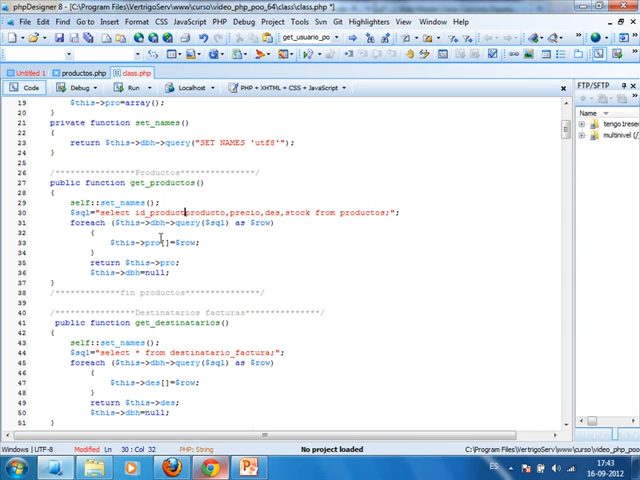 phpDesigner 8 - [C:\Program Files\VertrigoServ\www\curso\video_php_poo_64\class\class.php *]
File Edit View Insert Goto Search CSS JavaScript PHP Debug Project Tools Git SVN Highlighters Window Help
get_usuario_po
Untitled 1 productos.php class.php
Code Debug Run Localhost PHP + XHTML + CSS + JavaScript
FTP/SFTP
Name
tengo1rese
multinivel (/
19 $this->pro=array();
20 }
21 private function set_names()
22 {
23 return $this->dbh->query("SET NAMES 'utf8'");
24 }
25
26 /****************Productos***************/
27 public function get_productos()
28 {
29 self::set_names();
30 $sql="select id_productproducto,precio,des,stock from productos;";
31 foreach ($this->dbh->query($sql) as $row)
32 {
33 $this->pro[]=$row;
34 }
35 return $this->pro;
36 $this->dbh=null;
37 }
38 /****************fin productos***************/
39
40 /****************Destinatarios facturas***************/
41 public function get_destinatarios()
42 {
43 self::set_names();
44 $sql="select * from destinatario_factura;";
45 foreach ($this->dbh->query($sql) as $row)
46 {
47 $this->des[]=$row;
48 }
49 return $this->des;
50 $this->dbh=null;
51 }
Windows / UTF-8 Modified Ln 30 : Col 32 PHP: String No project loaded C:\Program Files\VertrigoServ\www\curso\video_php_poo
ES 17:43
16-09-2012